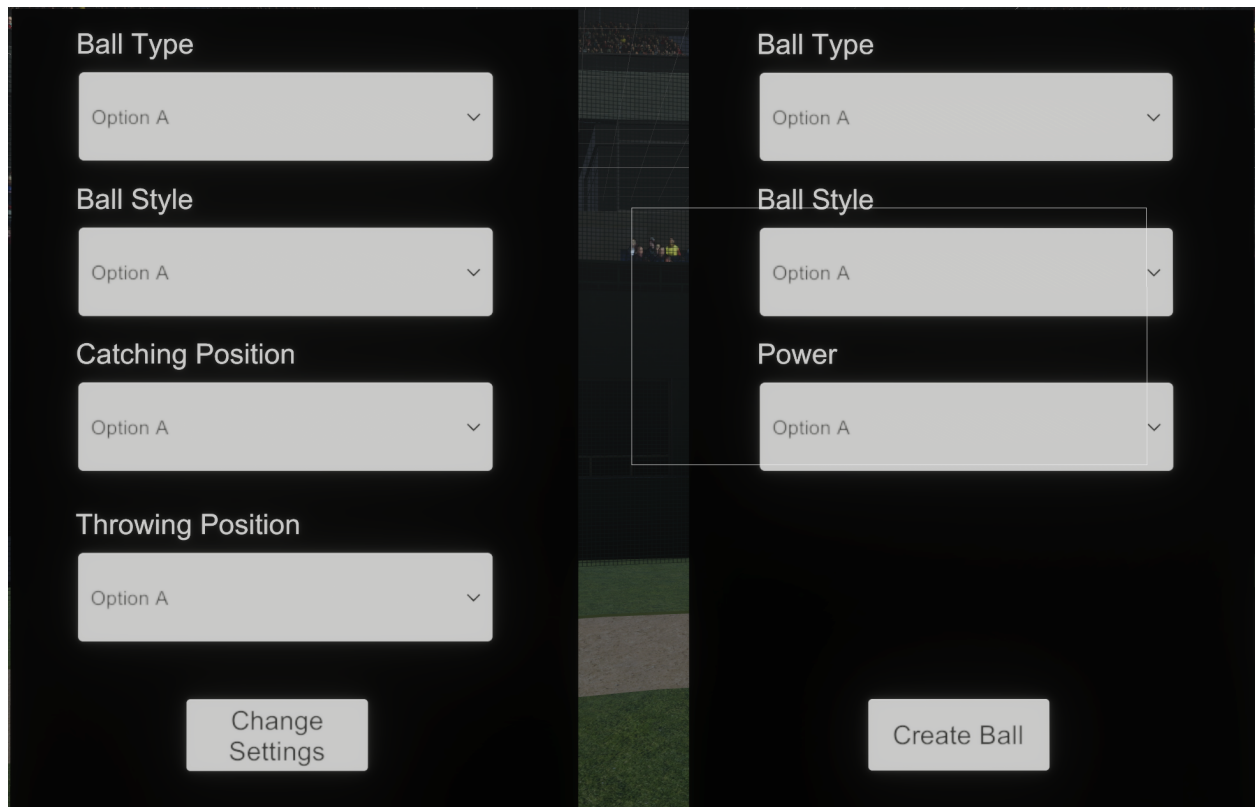 Ball Type
Option A
Ball Style
Option A
Catching Position
Option A
Throwing Position
Option A
Change
Settings
Ball Type
Option A
Ball Style
Option A
Power
Option A
Create Ball